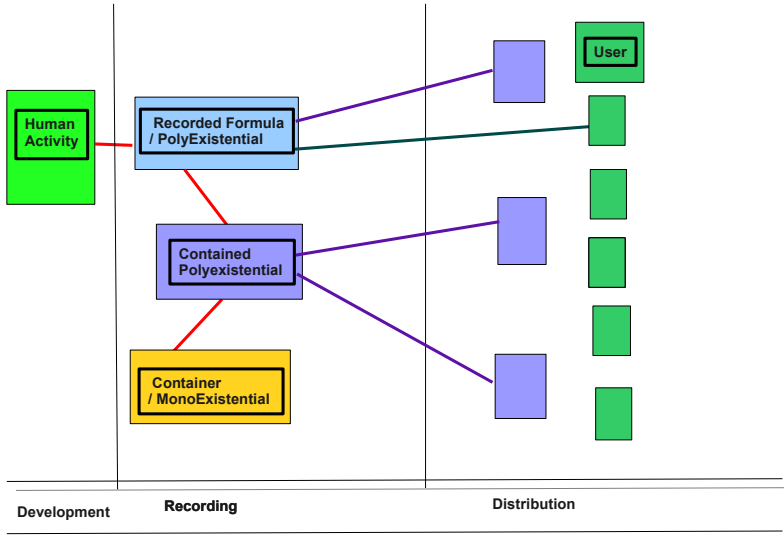 User
Human
Activity
Recorded Formula
/ PolyExistential
Contained
Polyexistential
Container
/ MonoExistential
Development
Recording
Distribution